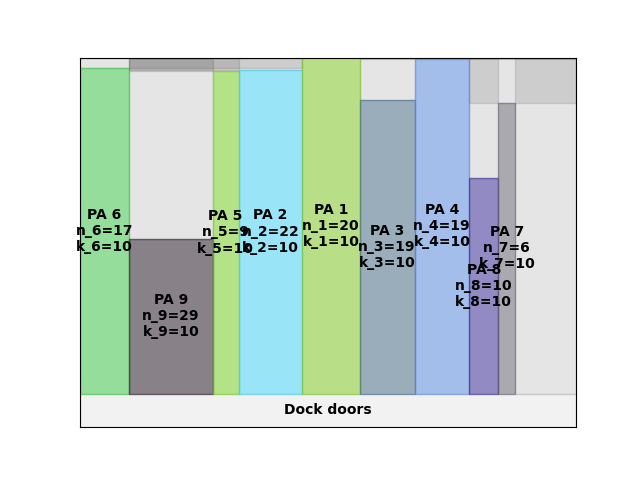 PA 6
n_6=17
k_6=10
PA 9
n_9=29
k_9=10
PA 5
n_5=9
k_5=10
PA 2
n_2=22
k_2=10
PA 1
n_1=20
k_1=10
PA 3
n_3=19
k_3=10
PA 4
n_4=19
k_4=10
PA 8
n_8=10
k_8=10
PA 7
n_7=6
k_7=10
Dock doors